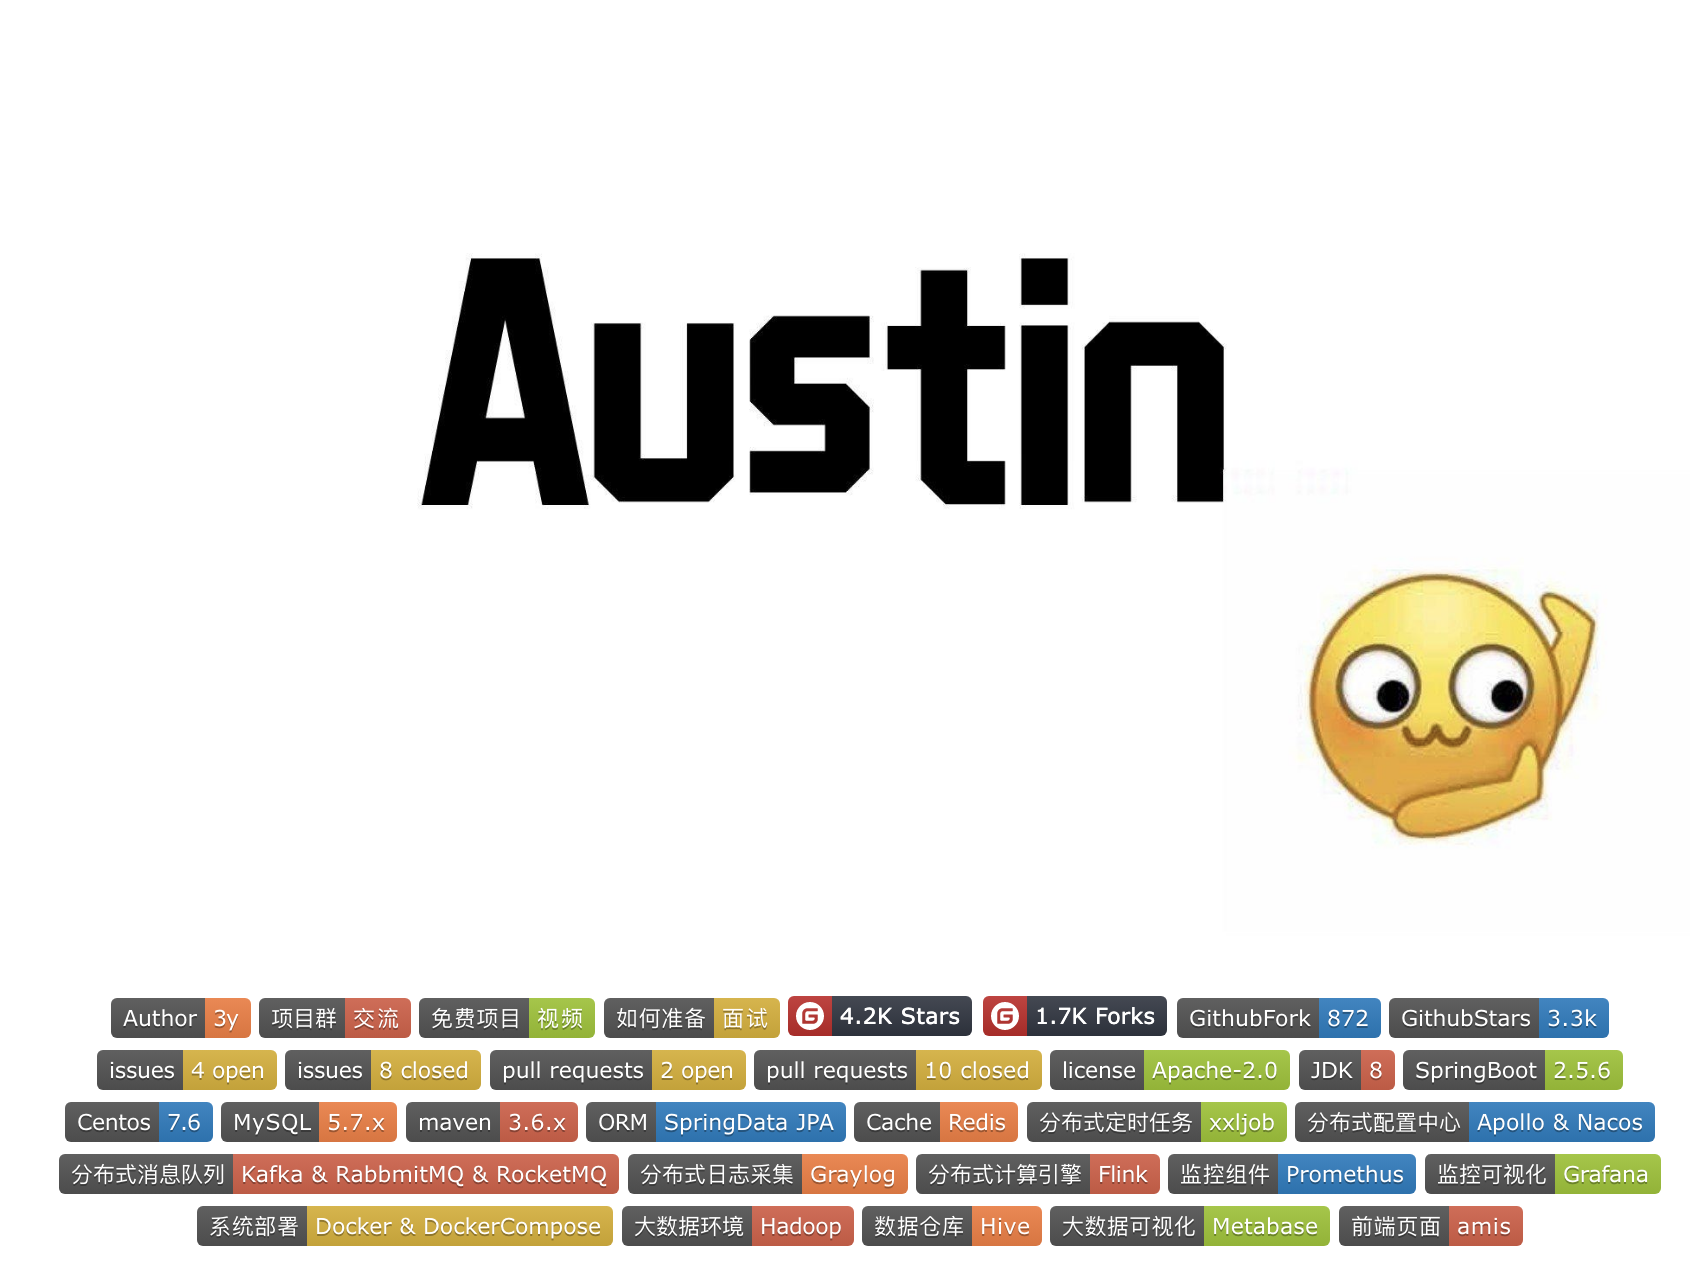 Austin
Author 3y 项目群 交流 免费项目 视频 如何准备 面试 G 4.2K Stars G 1.7K Forks GithubFork 872 GithubStars 3.3k
issues 4 open issues 8 closed pull requests 2 open pull requests 10 closed license Apache-2.0 JDK 8 SpringBoot 2.5.6
Centos 7.6 MySQL 5.7.x maven 3.6.x ORM SpringData JPA Cache Redis 分布式定时任务 xxljob 分布式配置中心 Apollo & Nacos
分布式消息队列 Kafka & RabbmitMQ & RocketMQ 分布式日志采集 Graylog 分布式计算引擎 Flink 监控组件 Promethus 监控可视化 Grafana
系统部署 Docker & DockerCompose 大数据环境 Hadoop 数据仓库 Hive 大数据可视化 Metabase 前端页面 amis